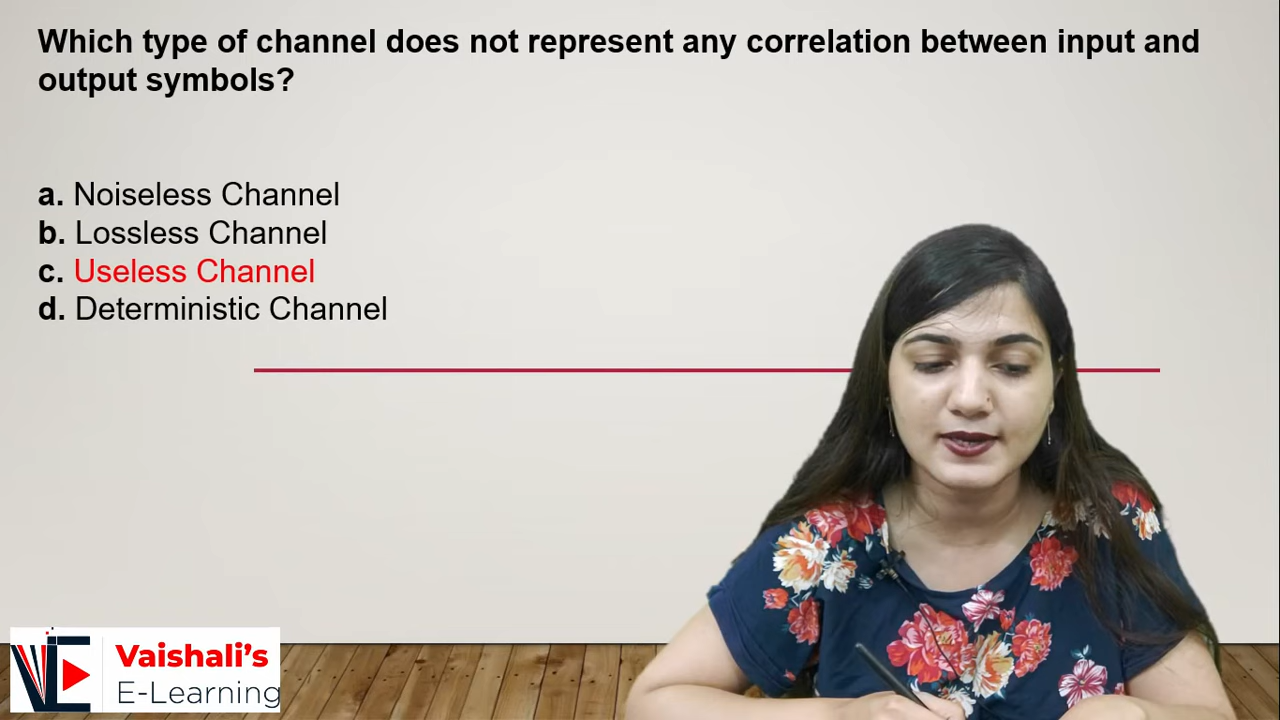 Which type of channel does not represent any correlation between input and
output symbols?
a. Noiseless Channel
b. Lossless Channel
c. Useless Channel
d. Deterministic Channel
VE
Vaishali's
E-Learning